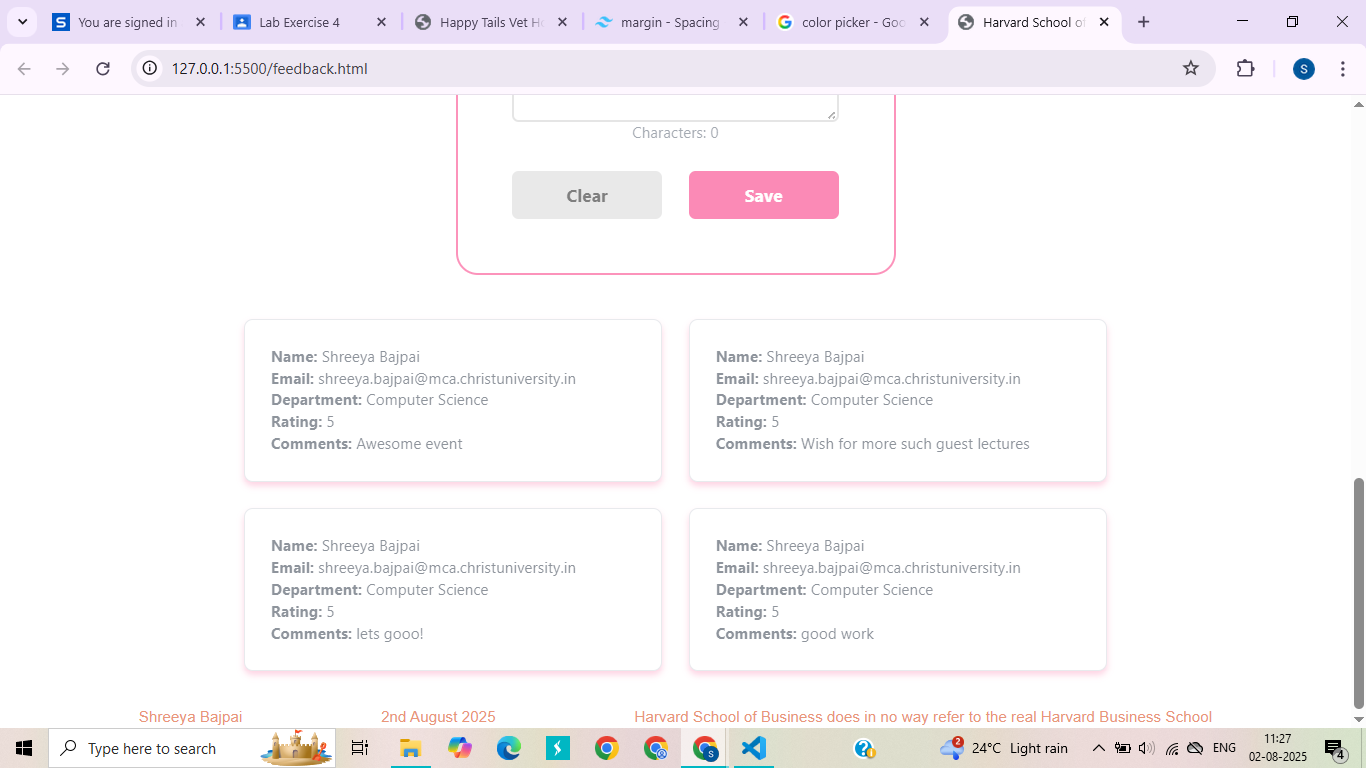 You are signed in
Lab Exercise 4
Happy Tails Vet H
margin - Spacing
color picker - Goo
Harvard School of
127.0.0.1:5500/feedback.html
S
Characters: 0
Clear
Save
Name: Shreeya Bajpai
Email: shreeya.bajpai@mca.christuniversity.in
Department: Computer Science
Rating: 5
Comments: Awesome event
Name: Shreeya Bajpai
Email: shreeya.bajpai@mca.christuniversity.in
Department: Computer Science
Rating: 5
Comments: Wish for more such guest lectures
Name: Shreeya Bajpai
Email: shreeya.bajpai@mca.christuniversity.in
Department: Computer Science
Rating: 5
Comments: lets gooo!
Name: Shreeya Bajpai
Email: shreeya.bajpai@mca.christuniversity.in
Department: Computer Science
Rating: 5
Comments: good work
Shreeya Bajpai
2nd August 2025
Harvard School of Business does in no way refer to the real Harvard Business School
Type here to search
S
2
24°C Light rain
ENG
11:27
02-08-2025
4